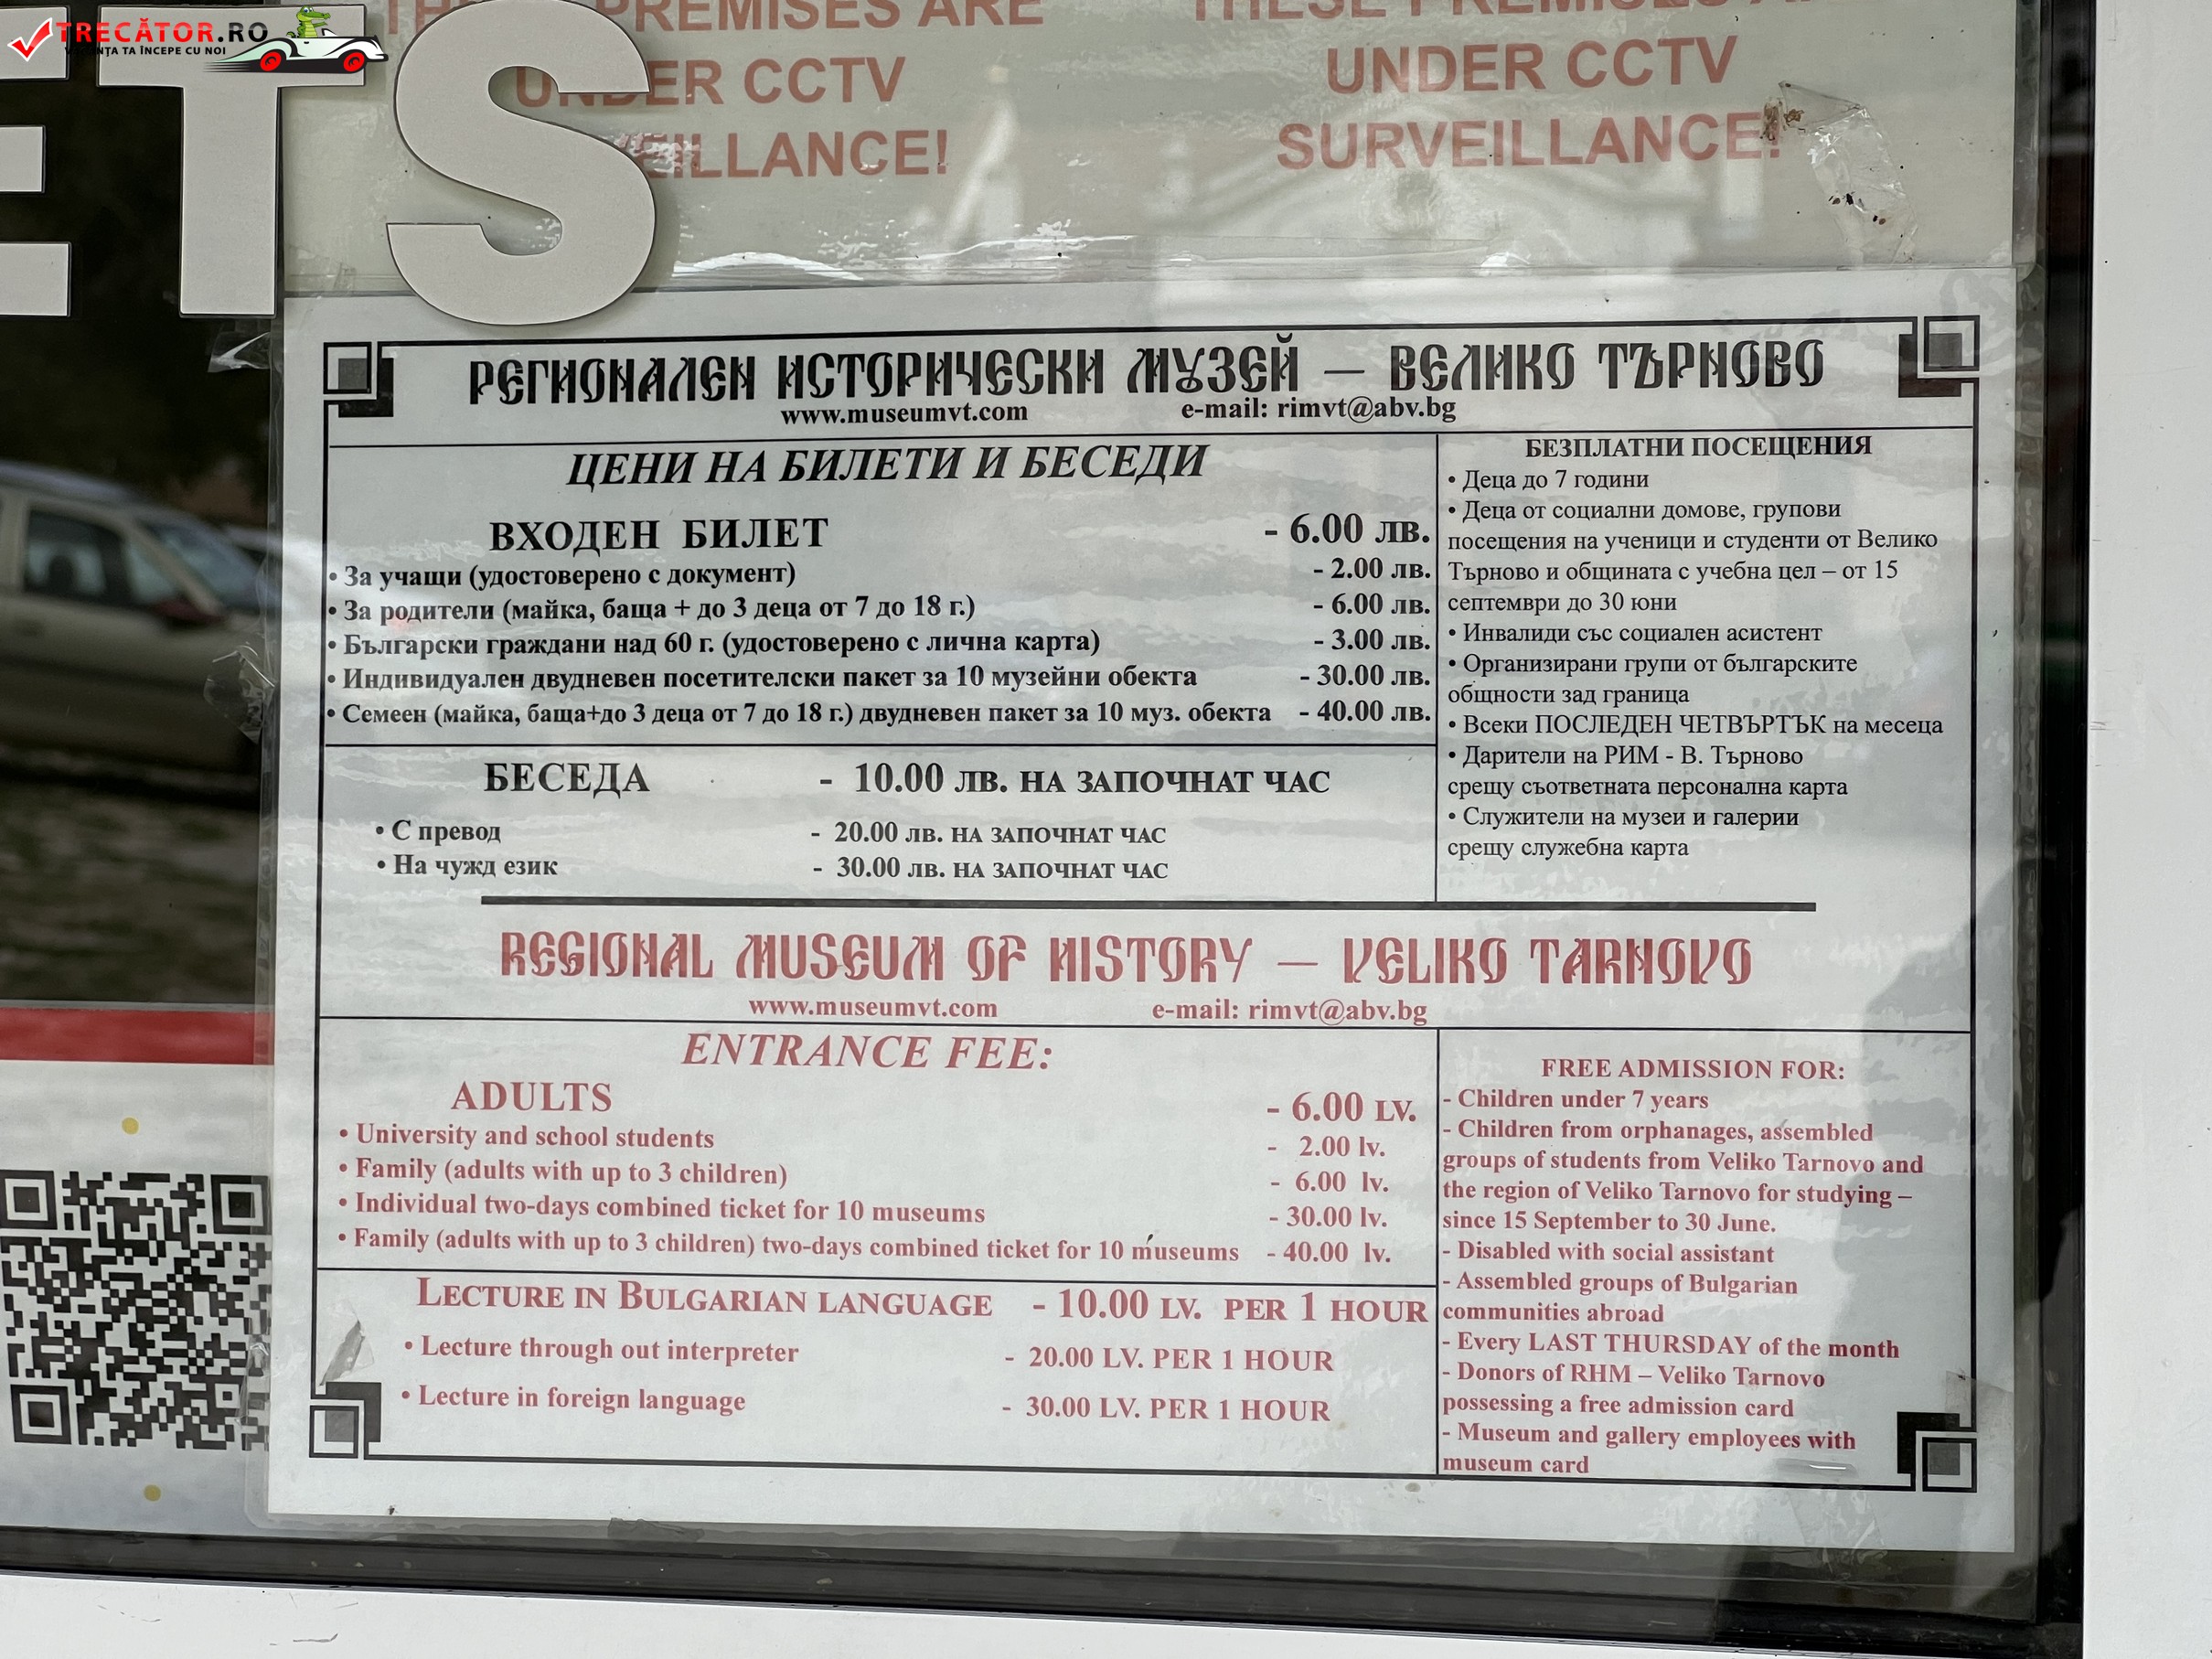 TRECĂTOR.RO
VACANȚA TA ÎNCEPE CU NOI
ETS
PREMISES ARE
UNDER CCTV
SURVEILLANCE!
THESE PREMISES
UNDER CCTV
SURVEILLANCE!
РЕГИОНАЛЕН ИСТОРИЧЕСКИ МУЗЕЙ — ВЕЛИКО ТЪРНОВО
www.museumvt.com e-mail: rimvt@abv.bg
ЦЕНИ НА БИЛЕТИ И БЕСЕДИ
ВХОДЕН БИЛЕТ - 6.00 ЛВ.
• За учащи (удостоверено с документ) - 2.00 лв.
• За родители (майка, баща + до 3 деца от 7 до 18 г.) - 6.00 лв.
• Български граждани над 60 г. (удостоверено с лична карта) - 3.00 лв.
• Индивидуален двудневен посетителски пакет за 10 музейни обекта - 30.00 лв.
• Семеен (майка, баща+до 3 деца от 7 до 18 г.) двудневен пакет за 10 муз. обекта - 40.00 лв.
БЕСЕДА - 10.00 ЛВ. НА ЗАПОЧНАТ ЧАС
• С превод - 20.00 лв. НА ЗАПОЧНАТ ЧАС
• На чужд език - 30.00 лв. НА ЗАПОЧНАТ ЧАС
БЕЗПЛАТНИ ПОСЕЩЕНИЯ
• Деца до 7 години
• Деца от социални домове, групови
посещения на ученици и студенти от Велико
Търново и общината с учебна цел – от 15
септември до 30 юни
• Инвалиди със социален асистент
• Организирани групи от българските
общности зад граница
• Всеки ПОСЛЕДЕН ЧЕТВЪРТЪК на месеца
• Дарители на РИМ - В. Търново
срещу съответната персонална карта
• Служители на музеи и галерии
срещу служебна карта
REGIONAL MUSEUM OF HISTORY — VELIKO TARNOVO
www.museumvt.com e-mail: rimvt@abv.bg
ENTRANCE FEE:
ADULTS - 6.00 LV.
• University and school students - 2.00 lv.
• Family (adults with up to 3 children) - 6.00 lv.
• Individual two-days combined ticket for 10 museums - 30.00 lv.
• Family (adults with up to 3 children) two-days combined ticket for 10 museums - 40.00 lv.
LECTURE IN BULGARIAN LANGUAGE - 10.00 LV. PER 1 HOUR
• Lecture through out interpreter - 20.00 LV. PER 1 HOUR
• Lecture in foreign language - 30.00 LV. PER 1 HOUR
FREE ADMISSION FOR:
- Children under 7 years
- Children from orphanages, assembled
groups of students from Veliko Tarnovo and
the region of Veliko Tarnovo for studying –
since 15 September to 30 June.
- Disabled with social assistant
- Assembled groups of Bulgarian
communities abroad
- Every LAST THURSDAY of the month
- Donors of RHM – Veliko Tarnovo
possessing a free admission card
- Museum and gallery employees with
museum card